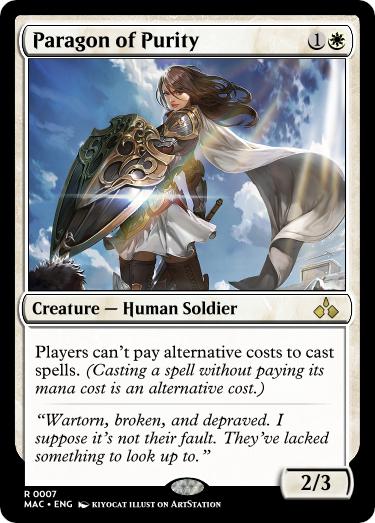 Paragon of Purity 1
Creature — Human Soldier
Players can't pay alternative costs to cast
spells. (Casting a spell without paying its
mana cost is an alternative cost.)
“Wartorn, broken, and depraved. I
suppose it's not their fault. They've lacked
something to look up to.”
2/3
R 0007
MAC • ENG KIYOCAT ILLUST ON ARTSTATION